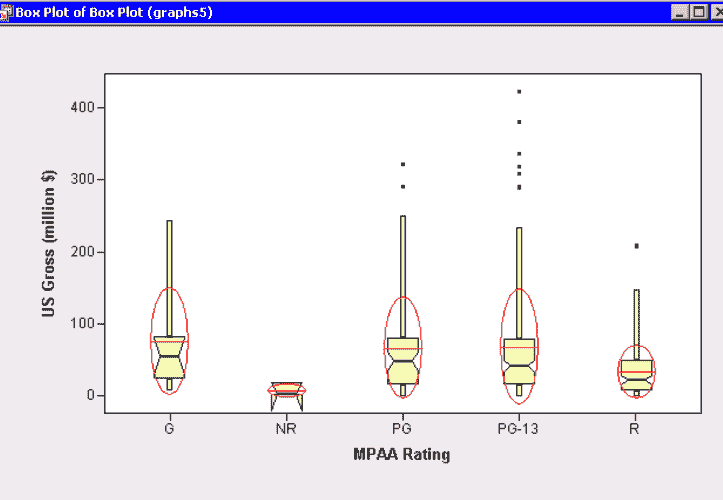 Box Plot of Box Plot (graphs5)
400
300
200
100
0
US Gross (million $)
G NR PG PG-13 R
MPAA Rating